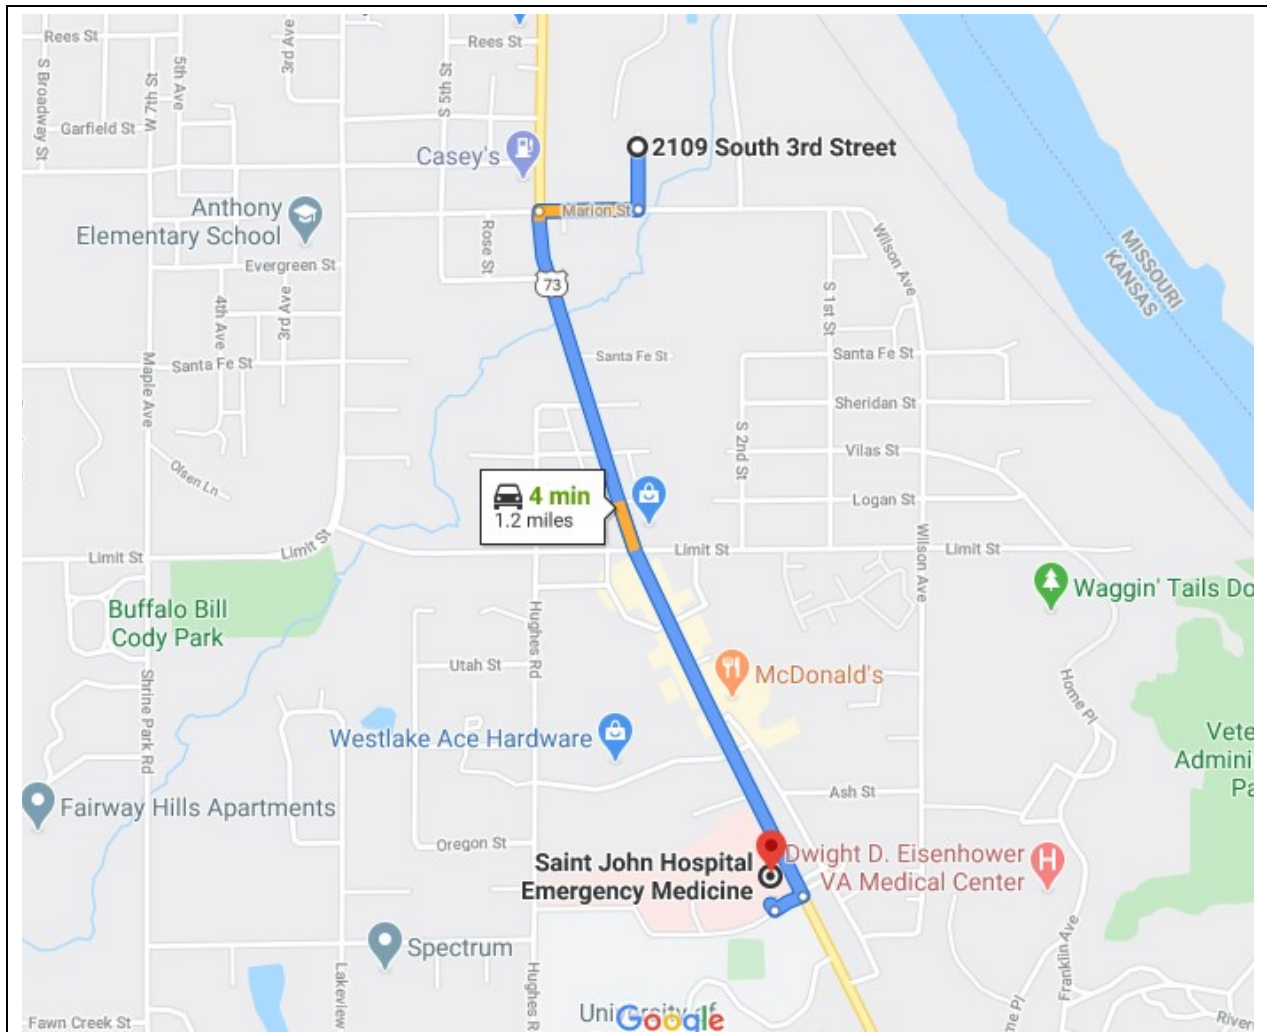 Rees St
S Broadway St
W 7th St
5th Ave
3rd Ave
Rees St
S 5th St
Garfield St
Casey's
2109 South 3rd Street
Anthony
Elementary School
Marion St
Rose St
Evergreen St
Wilson Ave
MISSOURI
KANSAS
73
4th Ave
3rd Ave
S 1st St
Maple Ave
Santa Fe St
Santa Fe St
Santa Fe St
Sheridan St
S 2nd St
Vilas St
Olsen Ln
4 min
1.2 miles
Logan St
Limit St
Limit St
Limit St
Limit St
Wilson Ave
Waggin' Tails Do
Buffalo Bill
Cody Park
Hughes Rd
Utah St
McDonald's
Shrine Park Rd
Home Pl
Westlake Ace Hardware
Vete
Admini
Pa
Fairway Hills Apartments
Ash St
Oregon St
Saint John Hospital
Emergency Medicine
Dwight D. Eisenhower
VA Medical Center
H
Spectrum
Lakeview
Hughes R
Franklin Ave
me Pl
University of
Google
Fawn Creek St
River